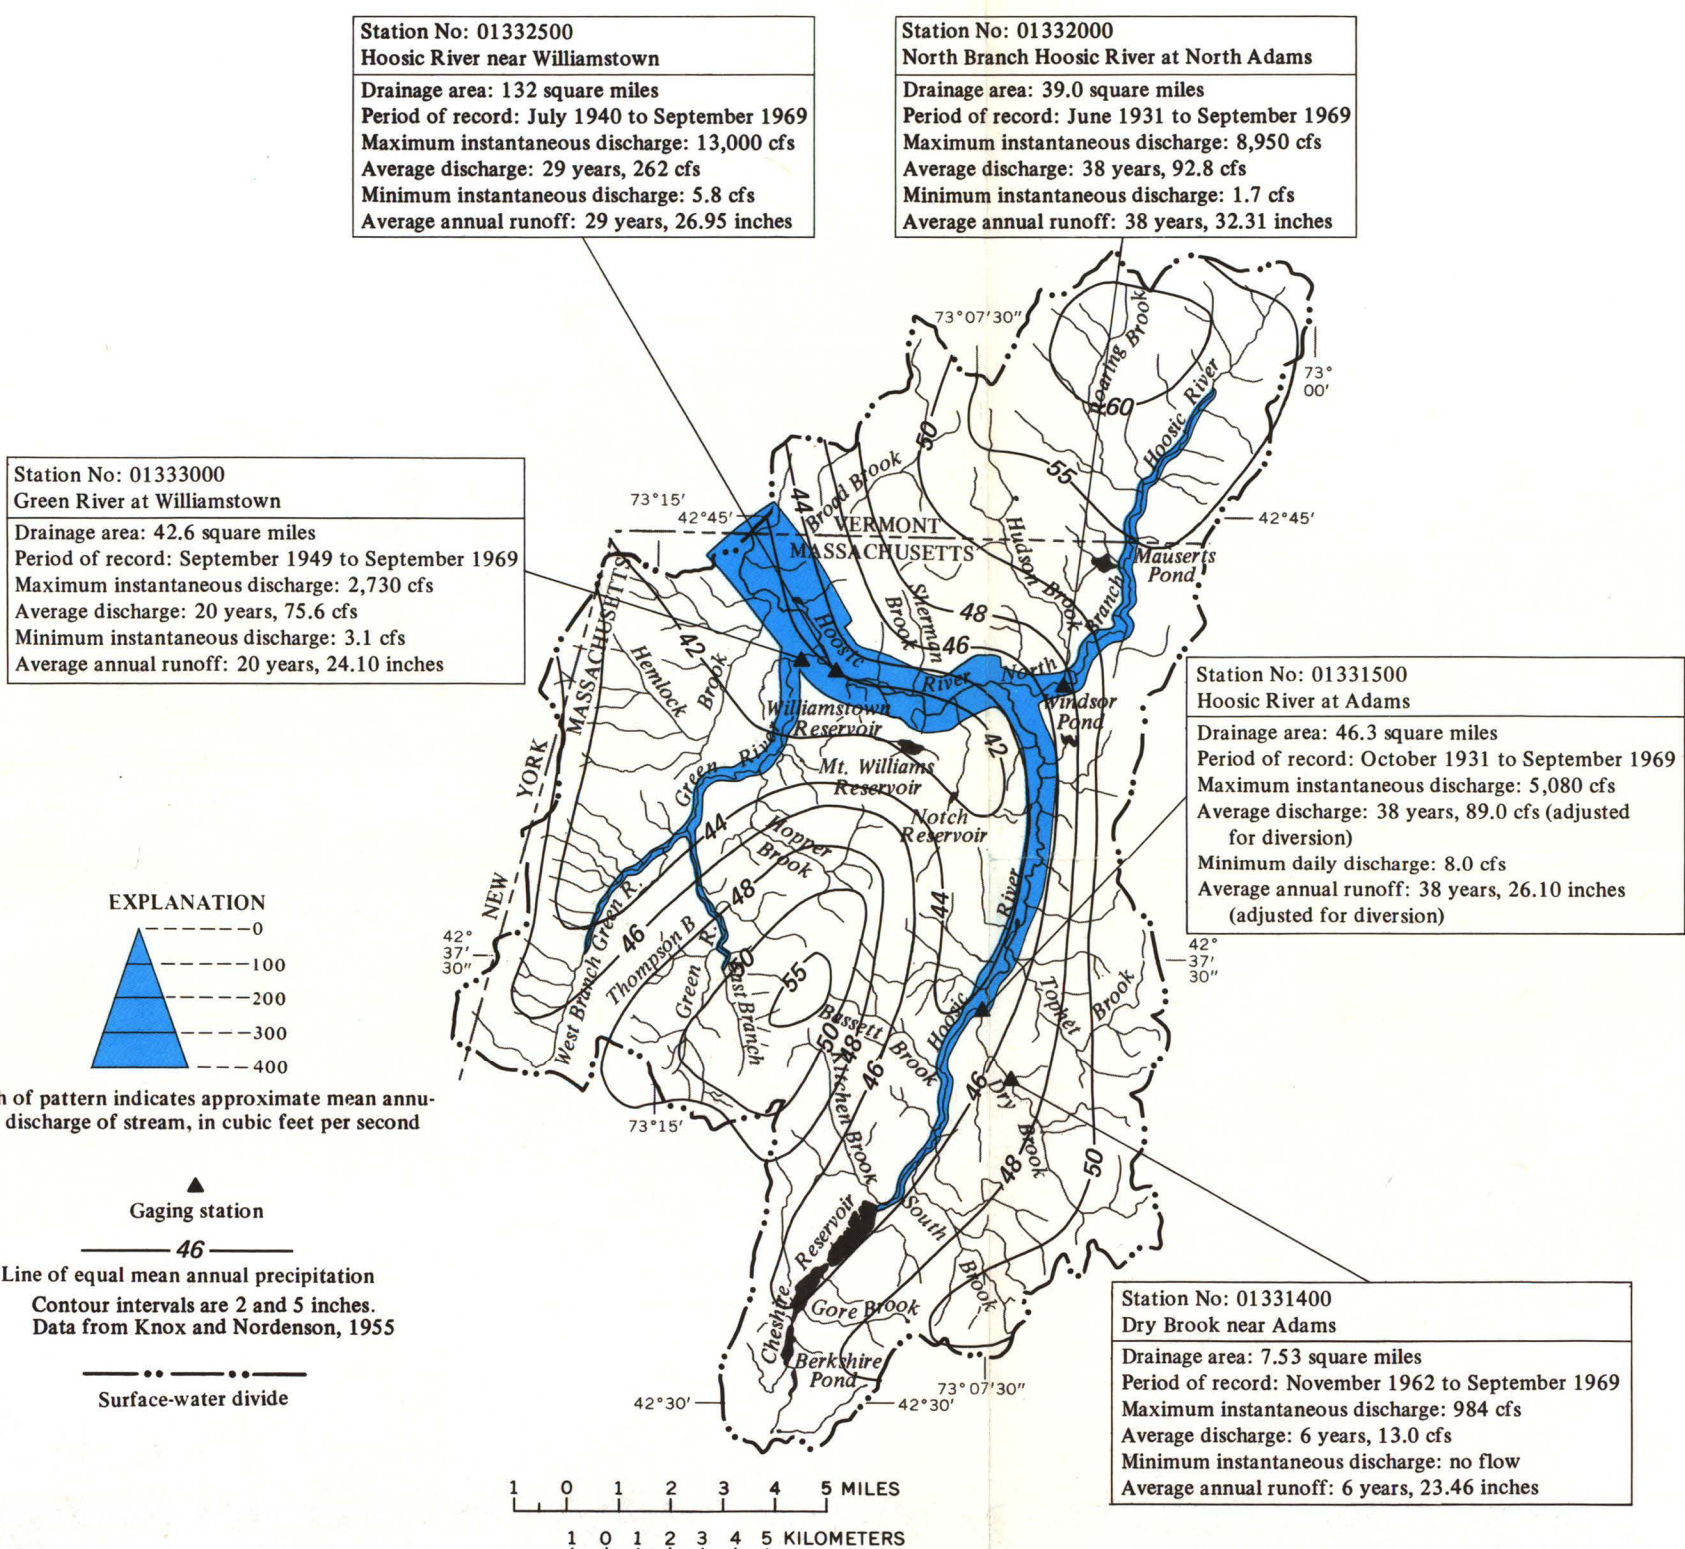 Station No: 01332500
Hoosic River near Williamstown
Drainage area: 132 square miles
Period of record: July 1940 to September 1969
Maximum instantaneous discharge: 13,000 cfs
Average discharge: 29 years, 262 cfs
Minimum instantaneous discharge: 5.8 cfs
Average annual runoff: 29 years, 26.95 inches
Station No: 01332000
North Branch Hoosic River at North Adams
Drainage area: 39.0 square miles
Period of record: June 1931 to September 1969
Maximum instantaneous discharge: 8,950 cfs
Average discharge: 38 years, 92.8 cfs
Minimum instantaneous discharge: 1.7 cfs
Average annual runoff: 38 years, 32.31 inches
Station No: 01333000
Green River at Williamstown
Drainage area: 42.6 square miles
Period of record: September 1949 to September 1969
Maximum instantaneous discharge: 2,730 cfs
Average discharge: 20 years, 75.6 cfs
Minimum instantaneous discharge: 3.1 cfs
Average annual runoff: 20 years, 24.10 inches
Station No: 01331500
Hoosic River at Adams
Drainage area: 46.3 square miles
Period of record: October 1931 to September 1969
Maximum instantaneous discharge: 5,080 cfs
Average discharge: 38 years, 89.0 cfs (adjusted
for diversion)
Minimum daily discharge: 8.0 cfs
Average annual runoff: 38 years, 26.10 inches
(adjusted for diversion)
Station No: 01331400
Dry Brook near Adams
Drainage area: 7.53 square miles
Period of record: November 1962 to September 1969
Maximum instantaneous discharge: 984 cfs
Average discharge: 6 years, 13.0 cfs
Minimum instantaneous discharge: no flow
Average annual runoff: 6 years, 23.46 inches
73°07'30"
73°
00'
Roaring Brook
60
Hoosic River
50
55
Broad Brook
44
73°15'
42°45'
42°45'
VERMONT
MASSACHUSETTS
Hudson
Brook
Mauserts
Pond
Branch
Sherman
Brook
48
46
Hoosic
River
North
Windsor
Pond
MASSACHUSETTS
NEW YORK
42
Hemlock
Brook
Williamstown
Reservoir
Green River
Mt. Williams
Reservoir
42
Notch
Reservoir
44
Hopper
Brook
48
46
44
River
Hoosic
West Branch Green R.
Thompson B
Green R.
East Branch
50
55
42°
37'
30"
42°
37'
30"
Tophet
Brook
Bassett
Brook
50
48
46
46
Kitchen Brook
Dry
Brook
48
50
73°15'
South
Brook
Cheshire Reservoir
Gore Brook
Berkshire
Pond
42°30'
42°30'
73°07'30"
EXPLANATION
0
100
200
300
400
h of pattern indicates approximate mean annu-
discharge of stream, in cubic feet per second
Gaging station
46
Line of equal mean annual precipitation
Contour intervals are 2 and 5 inches.
Data from Knox and Nordenson, 1955
Surface-water divide
1 0 1 2 3 4 5 MILES
1 0 1 2 3 4 5 KILOMETERS